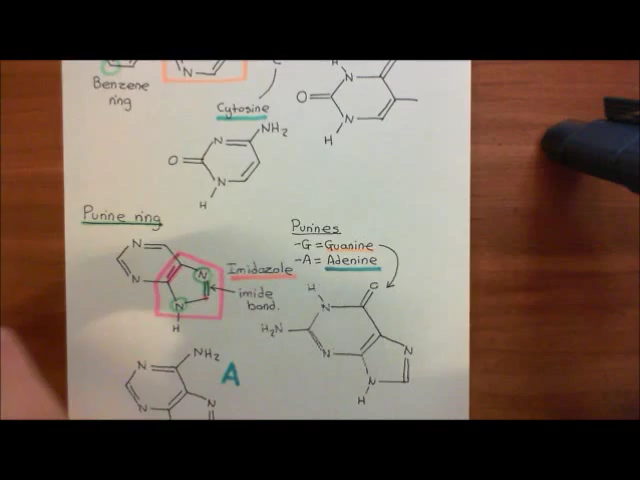 N
Benzene
ring
H
N
O
N
H
Cytosine
NH₂
N
O
N
H
Purine ring
N
N
N
N
H
Imidazole
imide
bond.
Purines
-G = Guanine
-A = Adenine
O
H
N
H₂N
N
N
N
H
NH₂
N
N
N
A